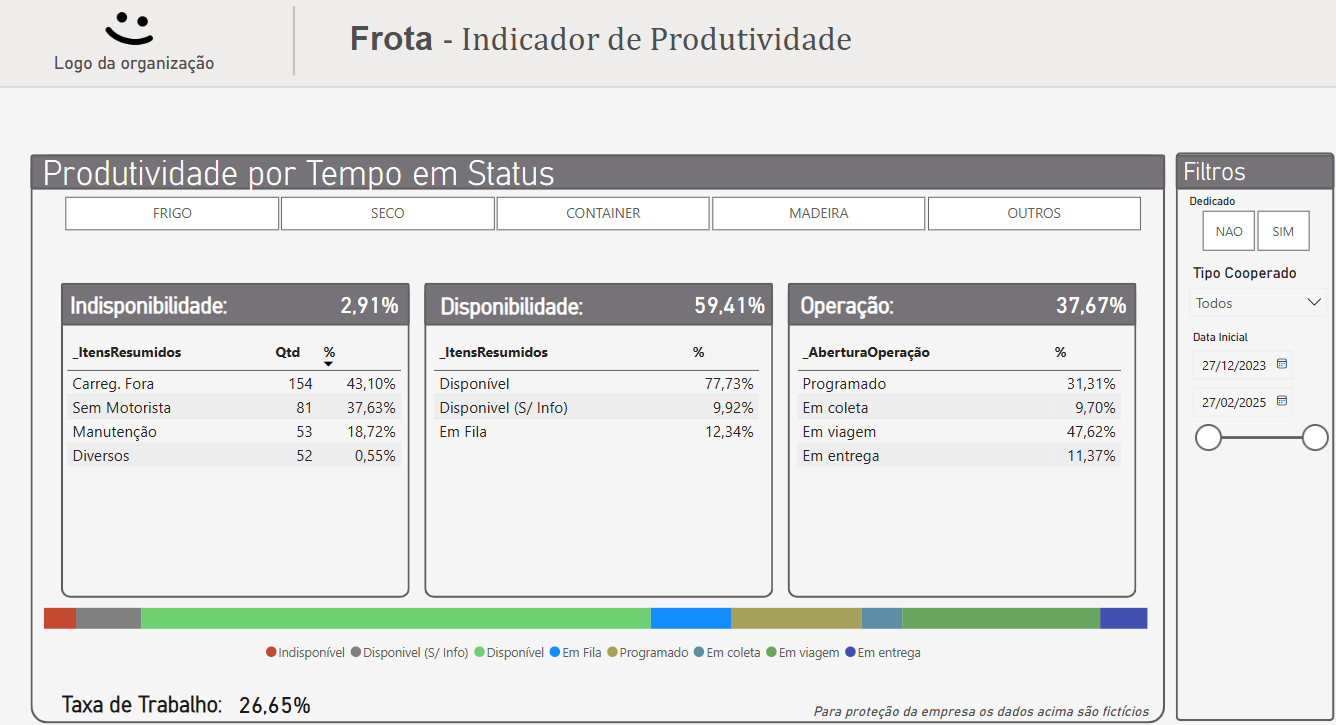 Logo da organização
Frota - Indicador de Produtividade
Produtividade por Tempo em Status
FRIGO SECO CONTAINER MADEIRA OUTROS
Indisponibilidade: 2,91%
_ItensResumidos Qtd %
Carreg. Fora 154 43,10%
Sem Motorista 81 37,63%
Manutenção 53 18,72%
Diversos 52 0,55%
Disponibilidade: 59,41%
_ItensResumidos %
Disponível 77,73%
Disponivel (S/ Info) 9,92%
Em Fila 12,34%
Operação: 37,67%
_AberturaOperação %
Programado 31,31%
Em coleta 9,70%
Em viagem 47,62%
Em entrega 11,37%
Indisponível Disponivel (S/ Info) Disponível Em Fila Programado Em coleta Em viagem Em entrega
Taxa de Trabalho: 26,65%
Para proteção da empresa os dados acima são fictícios
Filtros
Dedicado
NAO SIM
Tipo Cooperado
Todos
Data Inicial
27/12/2023
27/02/2025